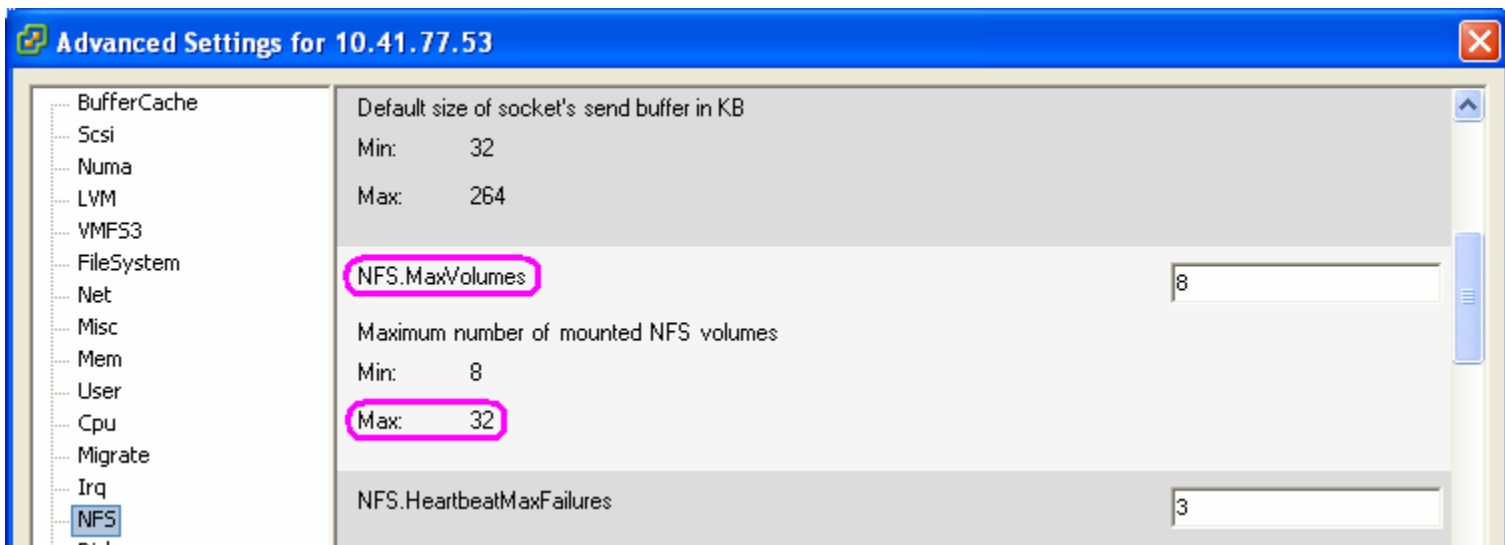 Advanced Settings for 10.41.77.53
BufferCache
Scsi
Numa
LVM
VMFS3
FileSystem
Net
Misc
Mem
User
Cpu
Migrate
Irq
NFS
Default size of socket's send buffer in KB
Min: 32
Max: 264
NFS.MaxVolumes 8
Maximum number of mounted NFS volumes
Min: 8
Max: 32
NFS.HeartbeatMaxFailures 3